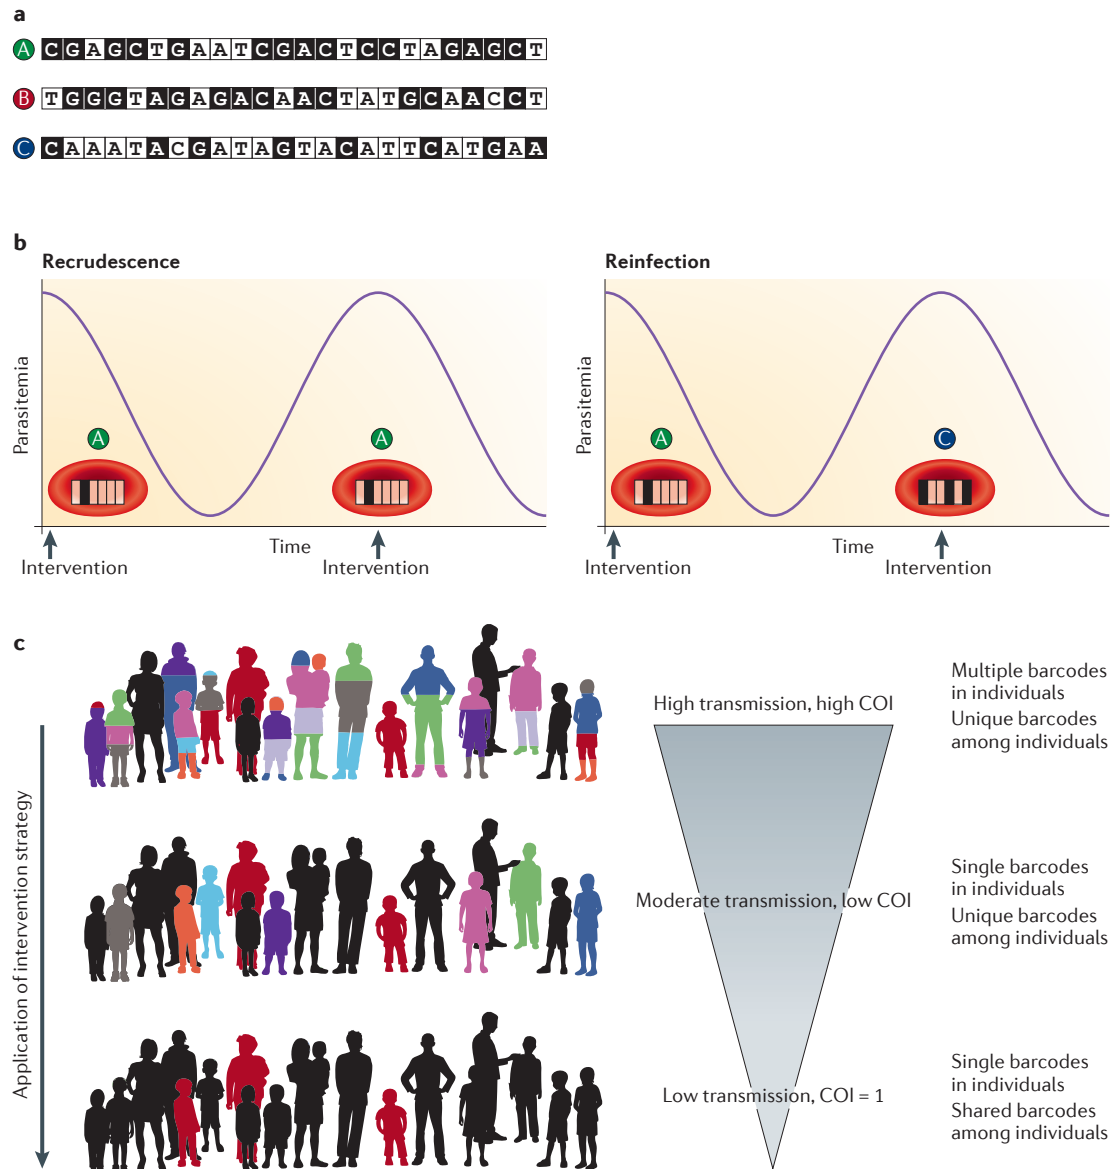 a
A CGAGCTGAATCGACTCCTAGAGCT
B TGGGTAGAGACAACTATGCAACCT
C CAAATACGATAGTACATTCATGAA
b
Recrudescence
Parasitemia
A
A
Time
Intervention
Intervention
Reinfection
Parasitemia
A
C
Time
Intervention
Intervention
c
Application of intervention strategy
High transmission, high COI
Multiple barcodes
in individuals
Unique barcodes
among individuals
Moderate transmission, low COI
Single barcodes
in individuals
Unique barcodes
among individuals
Low transmission, COI = 1
Single barcodes
in individuals
Shared barcodes
among individuals